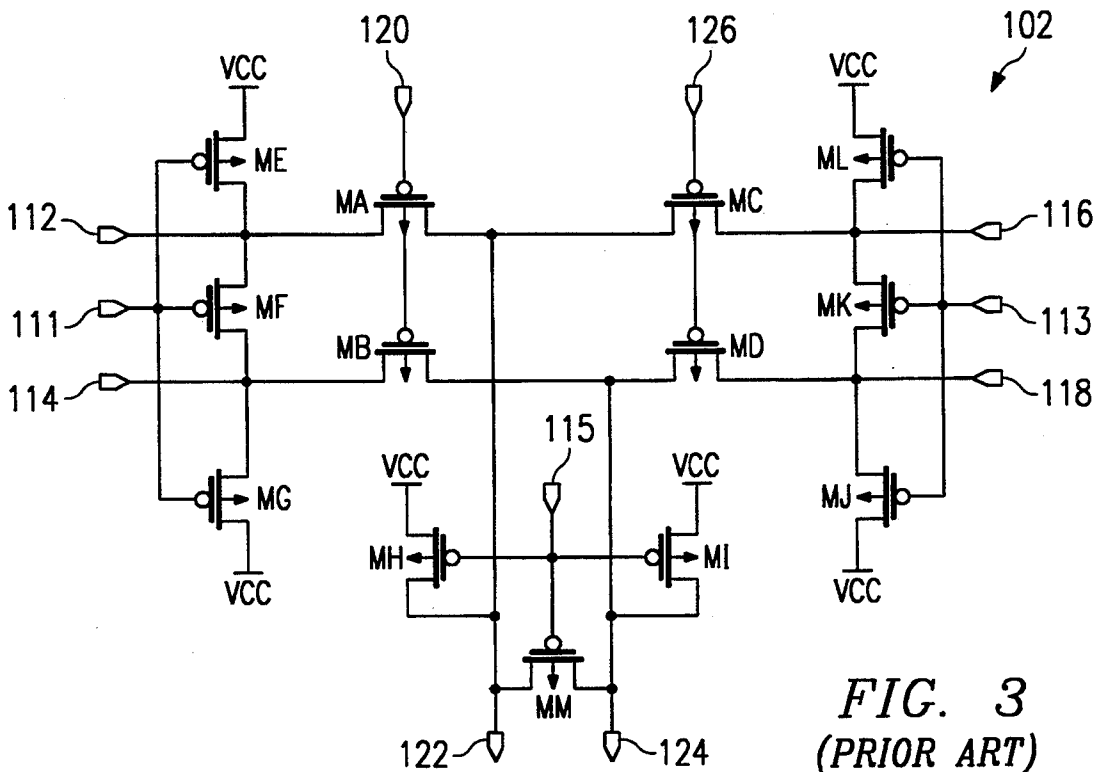 120
126
102
VCC
VCC
ME
ML
MA
MC
112
116
111
MF
MK
113
MB
MD
114
118
115
VCC
VCC
MG
MJ
MH
MI
VCC
VCC
MM
122
124
FIG. 3
(PRIOR ART)